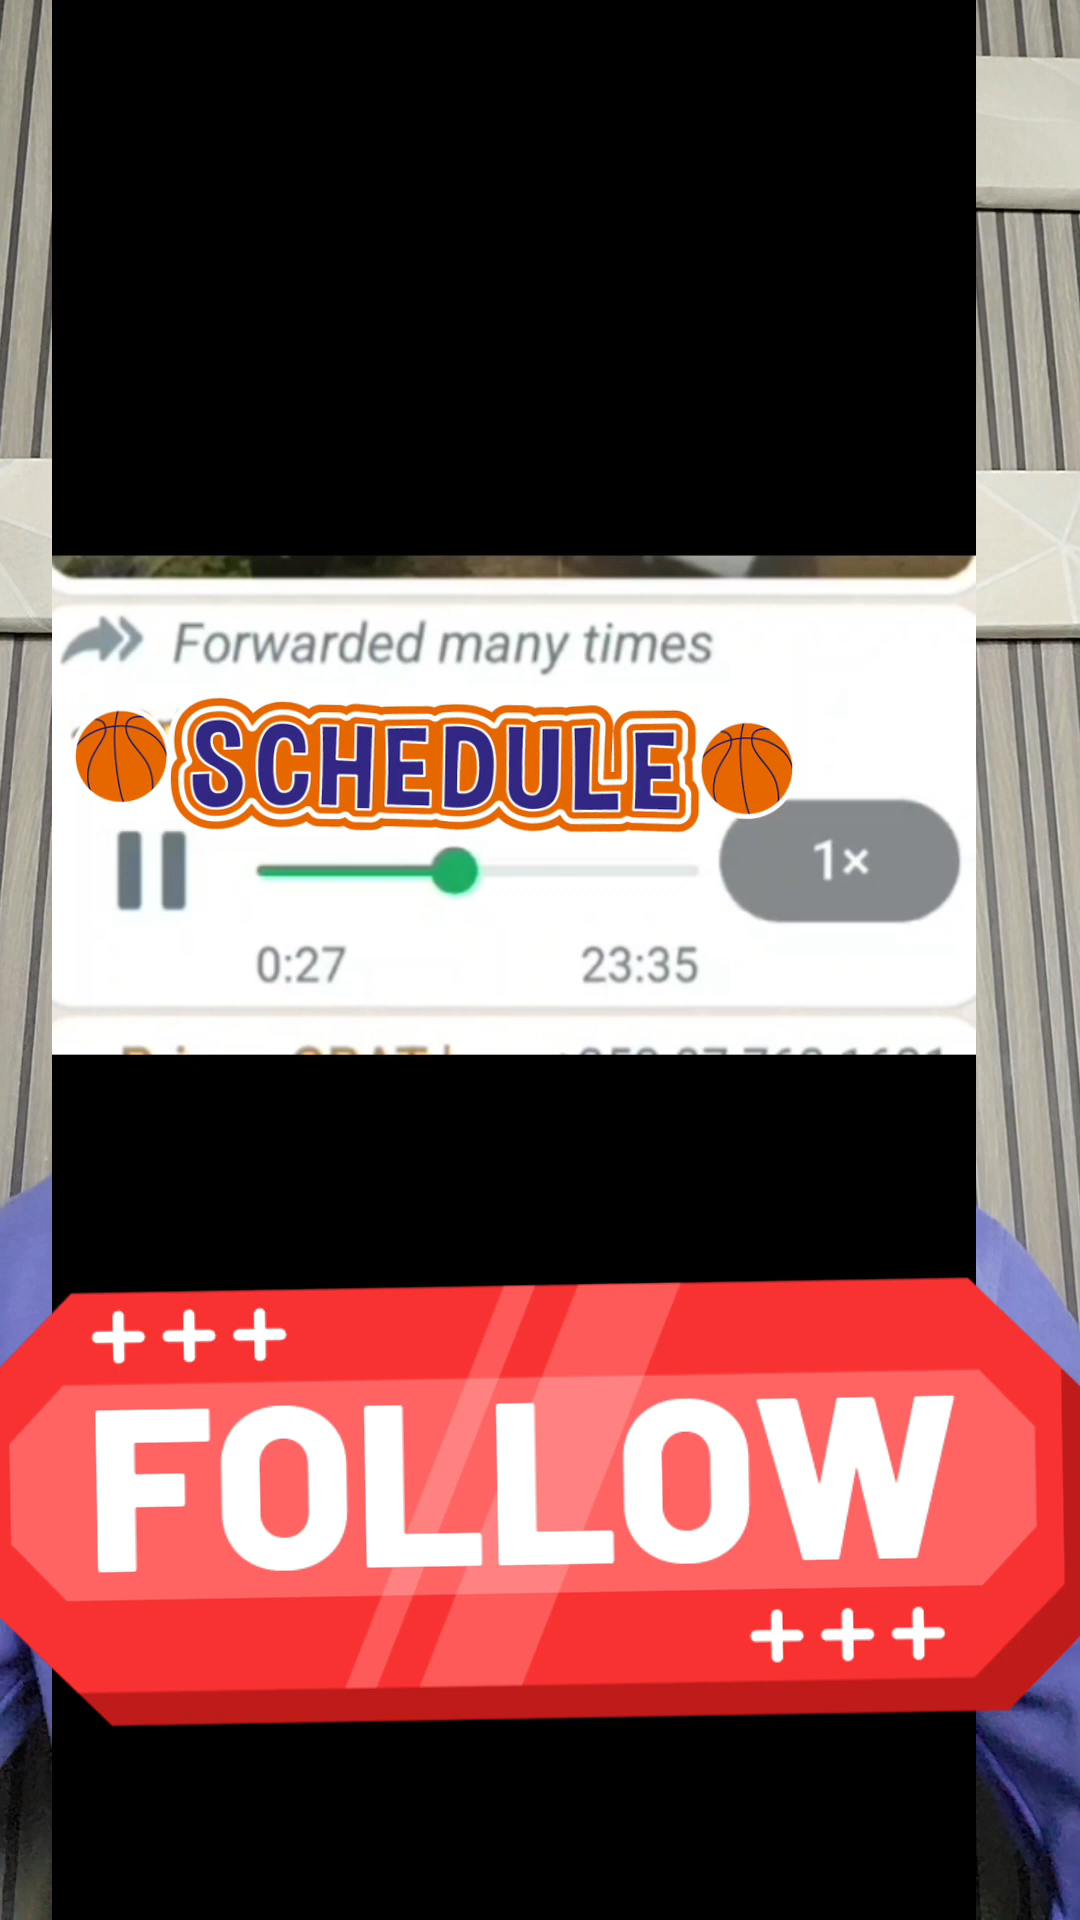 Forwarded many times
SCHEDULE
1×
0:27 23:35
+++
FOLLOW
+++